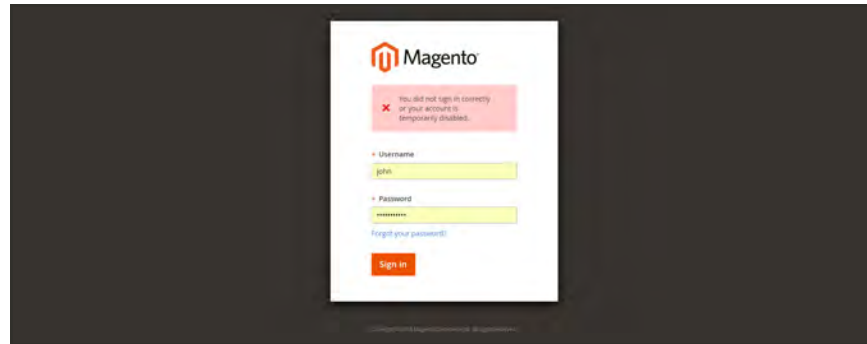 Magento
You did not sign in correctly
or your account is
temporarily disabled.
* Username
john
* Password
•••••••••••
Forgot your password?
Sign in